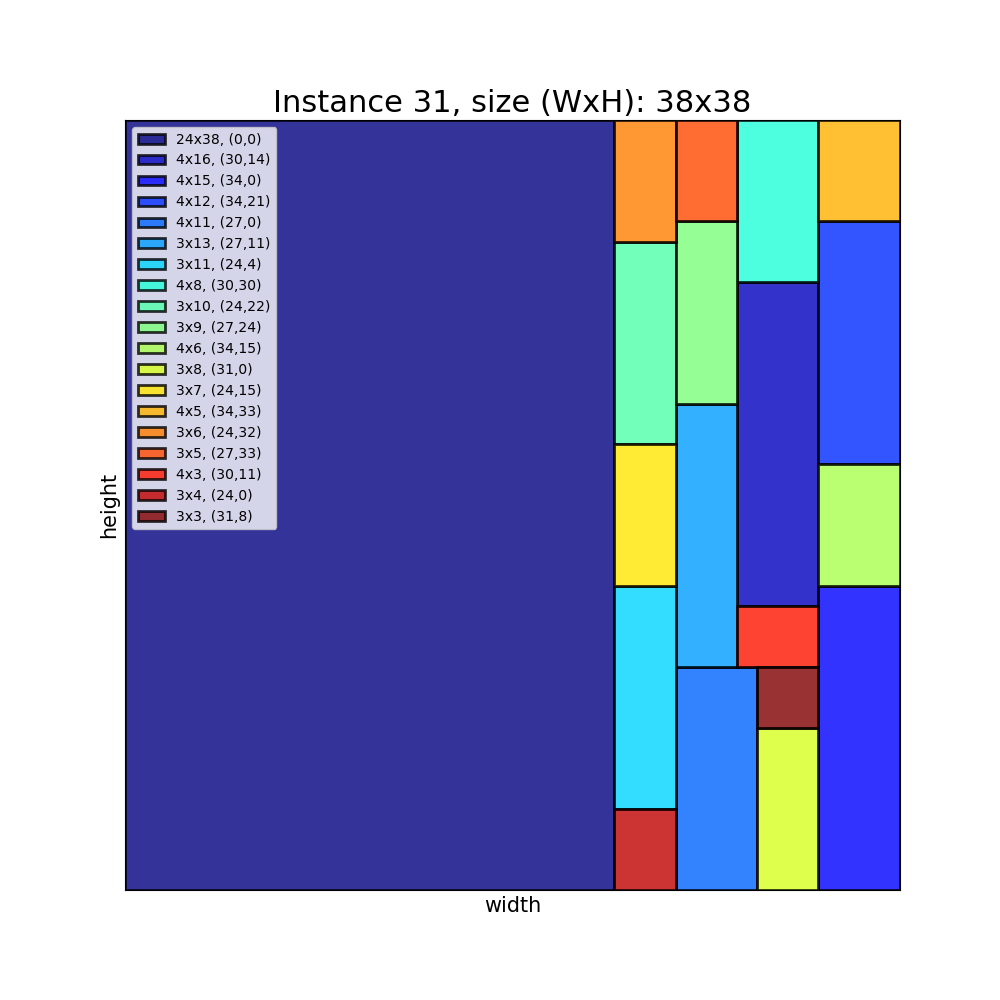 Instance 31, size (WxH): 38x38
24x38, (0,0)
4x16, (30,14)
4x15, (34,0)
4x12, (34,21)
4x11, (27,0)
3x13, (27,11)
3x11, (24,4)
4x8, (30,30)
3x10, (24,22)
3x9, (27,24)
4x6, (34,15)
3x8, (31,0)
3x7, (24,15)
4x5, (34,33)
3x6, (24,32)
3x5, (27,33)
4x3, (30,11)
3x4, (24,0)
3x3, (31,8)
height
width